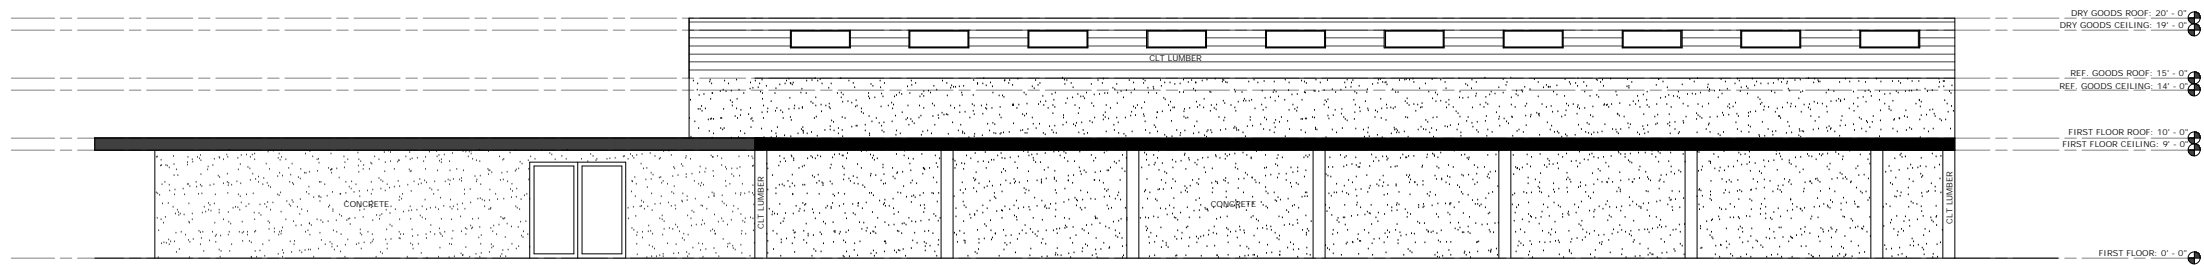 DRY GOODS ROOF: 20' - 0"
DRY GOODS CEILING: 19' - 0"
CLT LUMBER
REF. GOODS ROOF: 15' - 0"
REF. GOODS CEILING: 14' - 0"
FIRST FLOOR ROOF: 10' - 0"
FIRST FLOOR CEILING: 9' - 0"
CONCRETE
CLT LUMBER
CONCRETE
CLT LUMBER
FIRST FLOOR: 0' - 0"